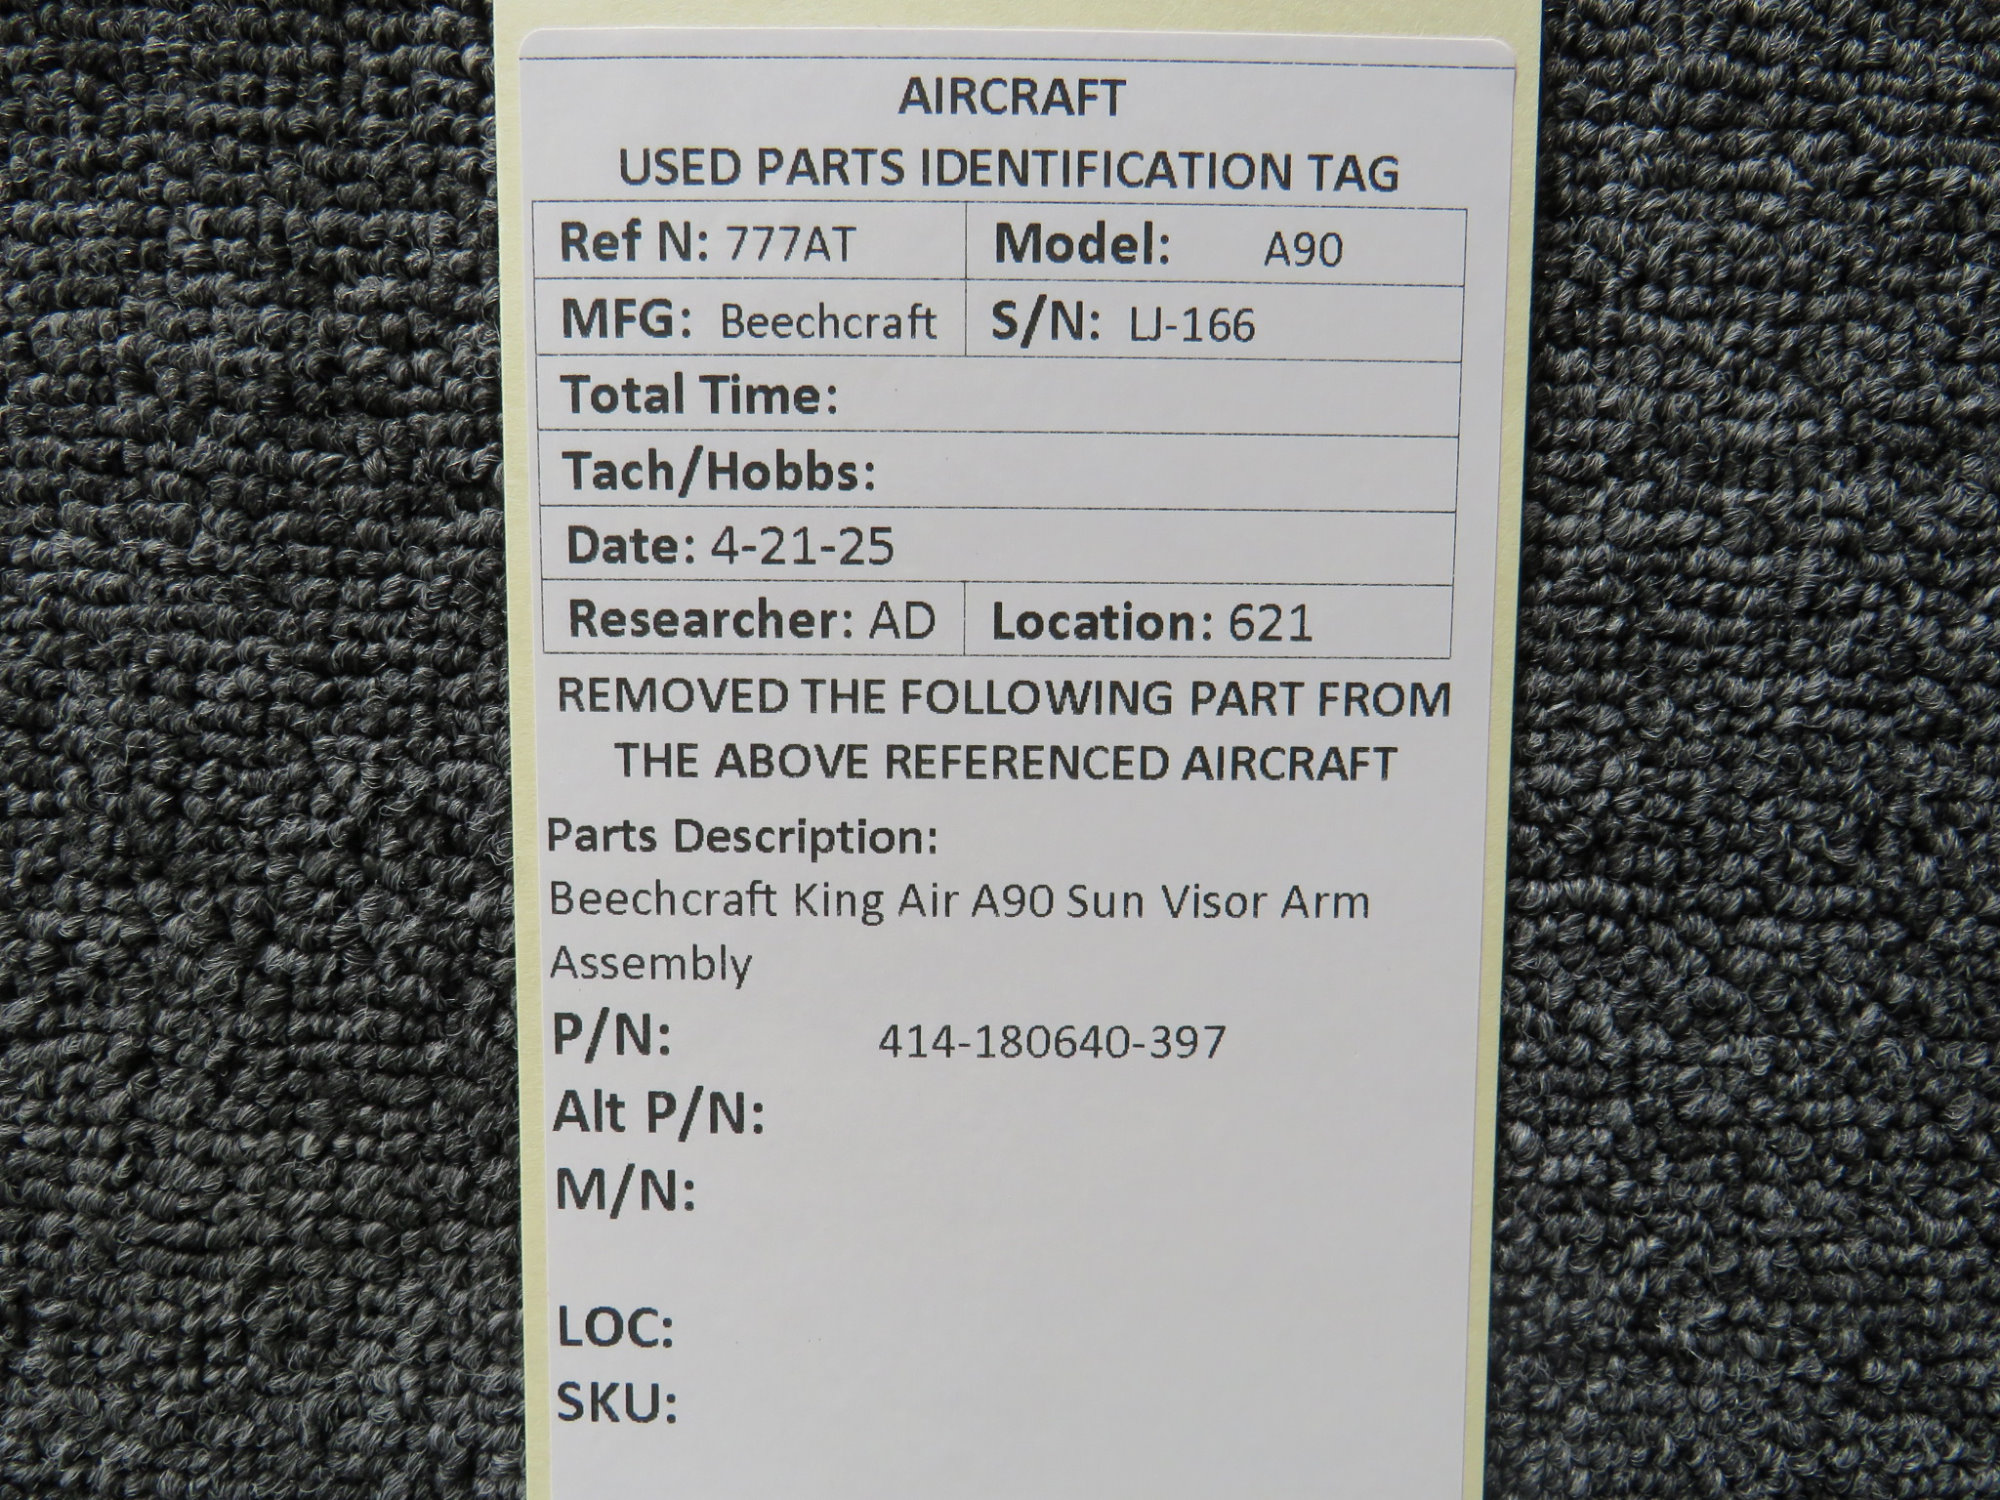 AIRCRAFT
USED PARTS IDENTIFICATION TAG
Ref N: 777AT Model: A90
MFG: Beechcraft S/N: LJ-166
Total Time:
Tach/Hobbs:
Date: 4-21-25
Researcher: AD Location: 621
REMOVED THE FOLLOWING PART FROM
THE ABOVE REFERENCED AIRCRAFT
Parts Description:
Beechcraft King Air A90 Sun Visor Arm
Assembly
P/N: 414-180640-397
Alt P/N:
M/N:
LOC:
SKU: